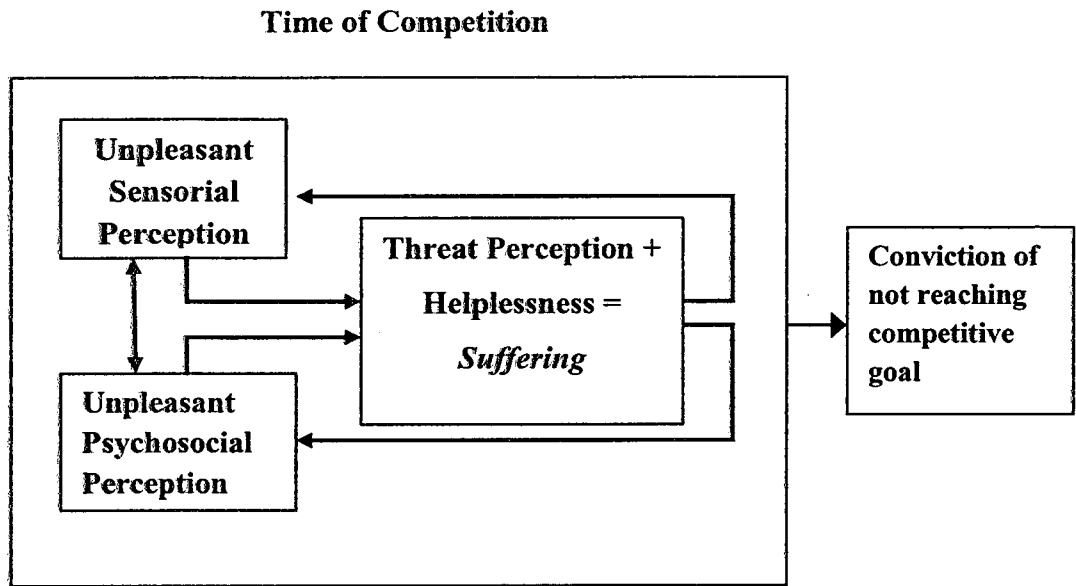 Time of Competition
Unpleasant
Sensorial
Perception
Threat Perception +
Helplessness =
Suffering
Unpleasant
Psychosocial
Perception
Conviction of
not reaching
competitive
goal